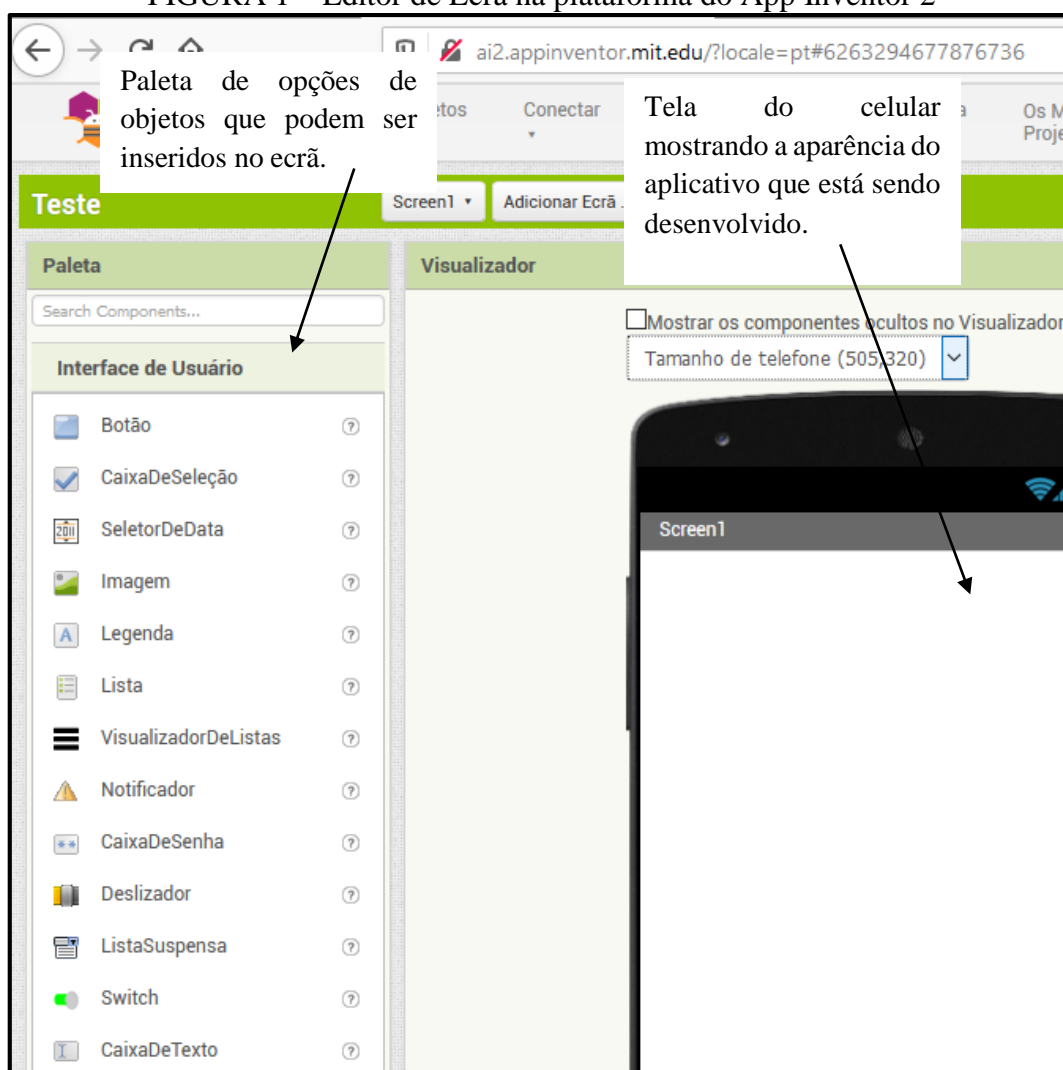 FIGURA 1 – Editor de Ecrã na plataforma do App Inventor 2
ai2.appinventor.mit.edu/?locale=pt#6263294677876736
Paleta de opções de
objetos que podem ser
inseridos no ecrã.
Conectar
Tela do celular
mostrando a aparência do
aplicativo que está sendo
desenvolvido.
Os M
Proje
Teste
Screen1
Adicionar Ecrã
Paleta
Visualizador
Search Components...
Mostrar os componentes ocultos no Visualizador
Tamanho de telefone (505,320)
Interface de Usuário
Botão
CaixaDeSeleção
SeletorDeData
Imagem
Legenda
Lista
VisualizadorDeListas
Notificador
CaixaDeSenha
Deslizador
ListaSuspensa
Switch
CaixaDeTexto
Screen1